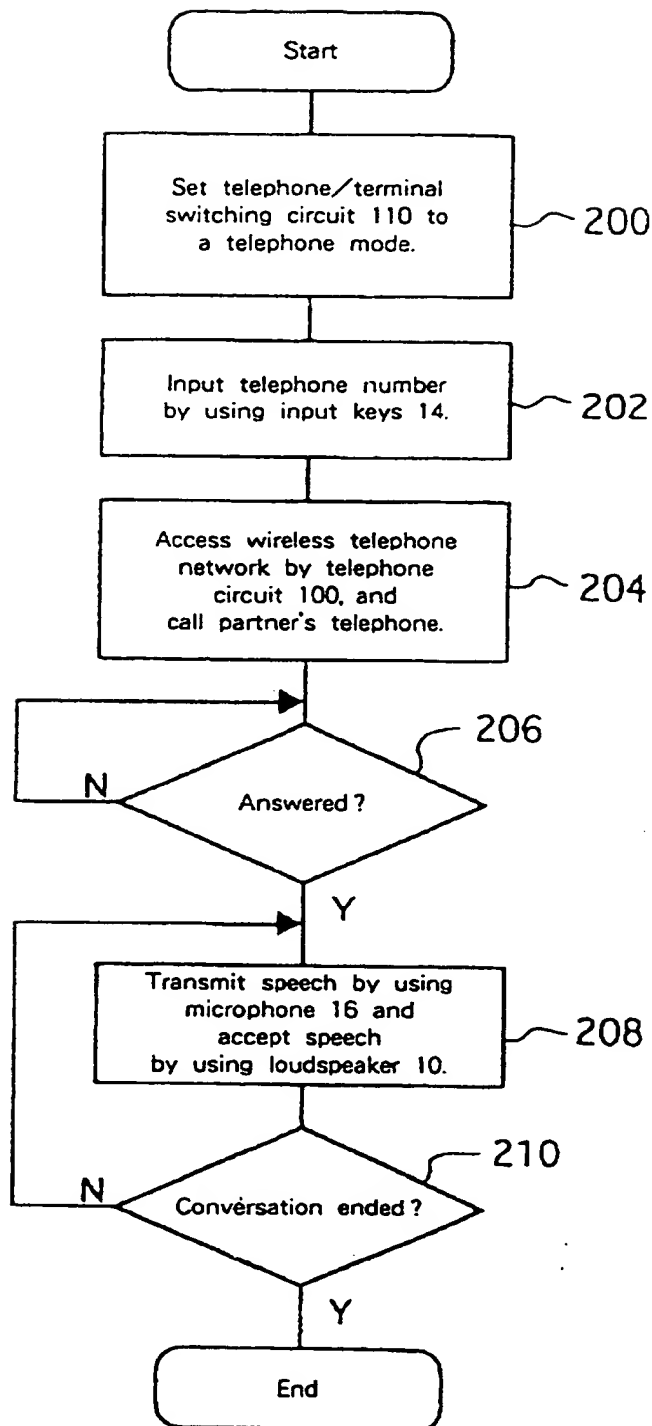 Start
Set telephone/terminal
switching circuit 110 to
a telephone mode.
200
Input telephone number
by using input keys 14.
202
Access wireless telephone
network by telephone
circuit 100, and
call partner's telephone.
204
206
N
Answered?
Y
Transmit speech by using
microphone 16 and
accept speech
by using loudspeaker 10.
208
210
N
Conversation ended?
Y
End